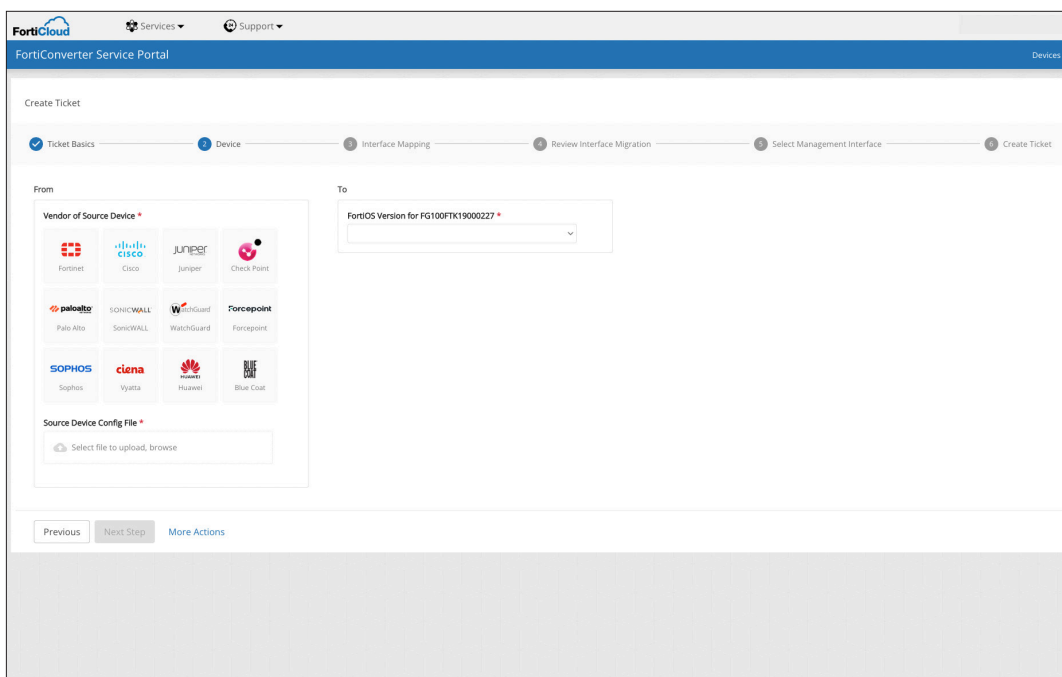 FortiCloud
Services
Support
FortiConverter Service Portal
Devices
Create Ticket
Ticket Basics
2 Device
3 Interface Mapping
4 Review Interface Migration
5 Select Management Interface
6 Create Ticket
From
To
Vendor of Source Device *
FortiOS Version for FG100FTK19000227 *
CISCO
JUNIPER
Fortinet
Cisco
Juniper
Check Point
paloalto
SONICWALL
WatchGuard
Forcepoint
Palo Alto
SonicWALL
WatchGuard
Forcepoint
SOPHOS
ciena
HUAWEI
BLUE COAT
Sophos
Vyatta
Huawei
Blue Coat
Source Device Config File *
Select file to upload, browse
Previous
Next Step
More Actions